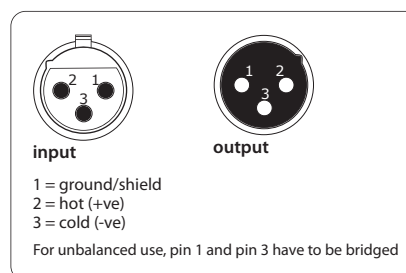 2 1
3
1 2
3
input
output
1 = ground/shield
2 = hot (+ve)
3 = cold (-ve)
For unbalanced use, pin 1 and pin 3 have to be bridged